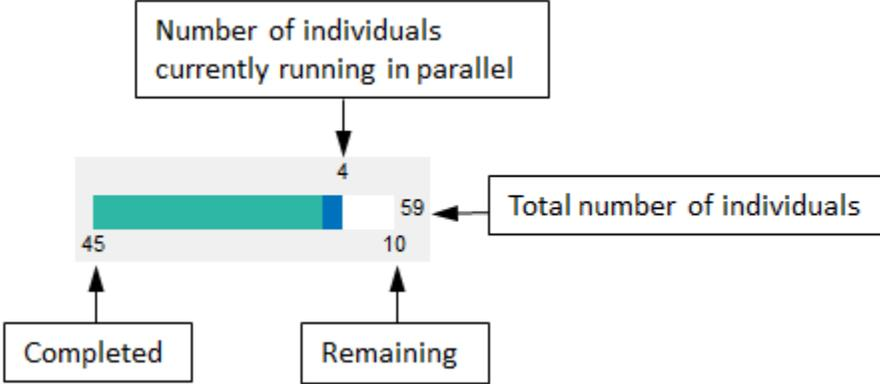 Number of individuals
currently running in parallel
4
59
Total number of individuals
45
10
Completed
Remaining